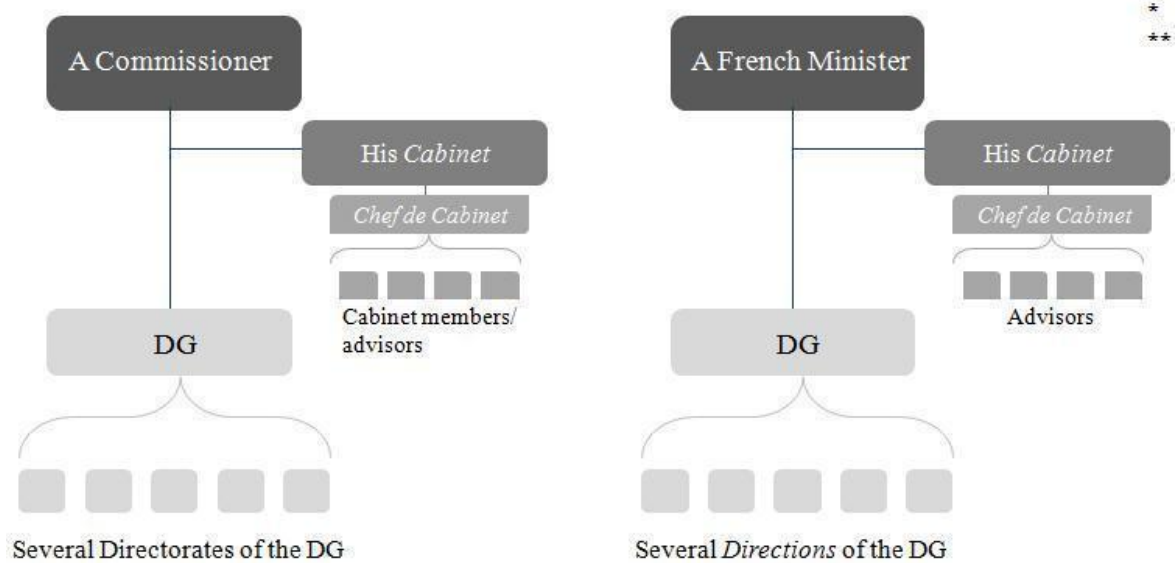 A Commissioner
His Cabinet
Chef de Cabinet
Cabinet members/
advisors
DG
Several Directorates of the DG
A French Minister
His Cabinet
Chef de Cabinet
Advisors
DG
Several Directions of the DG
*
**